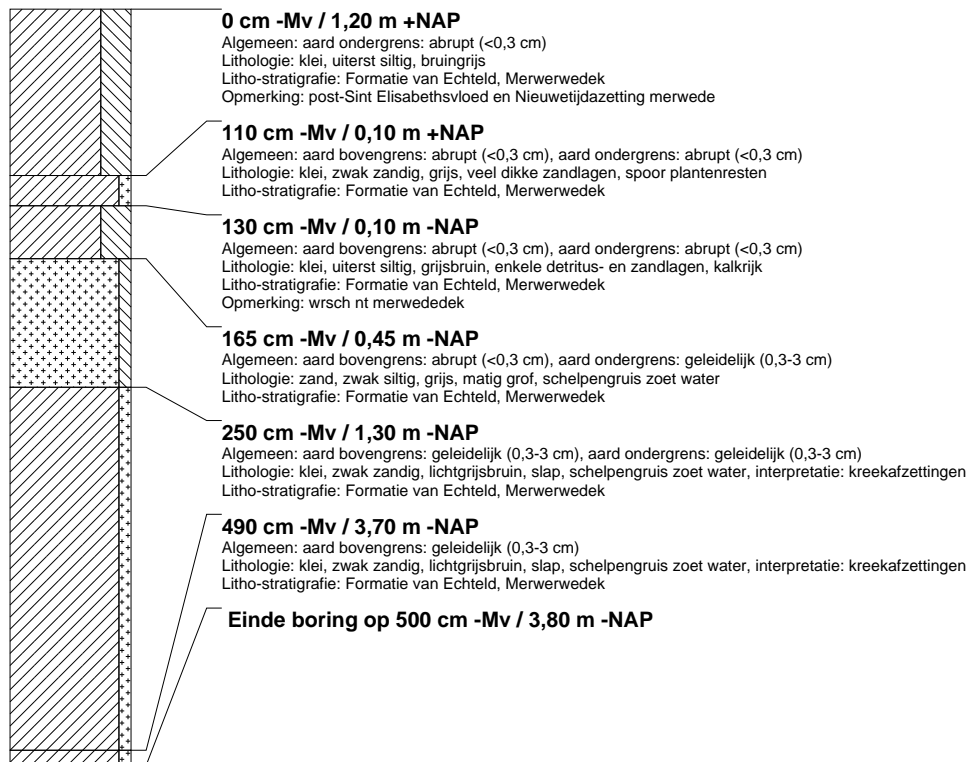 0 cm -Mv / 1,20 m +NAP
Algemeen: aard ondergrens: abrupt (<0,3 cm)
Lithologie: klei, uiterst siltig, bruingrijs
Litho-stratigrafie: Formatie van Echteld, Merwerwedek
Opmerking: post-Sint Elisabethsvloed en Nieuwetijdazetting merwede
110 cm -Mv / 0,10 m +NAP
Algemeen: aard bovengrens: abrupt (<0,3 cm), aard ondergrens: abrupt (<0,3 cm)
Lithologie: klei, zwak zandig, grijs, veel dikke zandlagen, spoor plantenresten
Litho-stratigrafie: Formatie van Echteld, Merwerwedek
130 cm -Mv / 0,10 m -NAP
Algemeen: aard bovengrens: abrupt (<0,3 cm), aard ondergrens: abrupt (<0,3 cm)
Lithologie: klei, uiterst siltig, grijsbruin, enkele detritus- en zandlagen, kalkrijk
Litho-stratigrafie: Formatie van Echteld, Merwerwedek
Opmerking: wrsch nt merwededek
165 cm -Mv / 0,45 m -NAP
Algemeen: aard bovengrens: abrupt (<0,3 cm), aard ondergrens: geleidelijk (0,3-3 cm)
Lithologie: zand, zwak siltig, grijs, matig grof, schelpengruis zoet water
Litho-stratigrafie: Formatie van Echteld, Merwerwedek
250 cm -Mv / 1,30 m -NAP
Algemeen: aard bovengrens: geleidelijk (0,3-3 cm), aard ondergrens: geleidelijk (0,3-3 cm)
Lithologie: klei, zwak zandig, lichtgrijsbruin, slap, schelpengruis zoet water, interpretatie: kreekafzettingen
Litho-stratigrafie: Formatie van Echteld, Merwerwedek
490 cm -Mv / 3,70 m -NAP
Algemeen: aard bovengrens: geleidelijk (0,3-3 cm)
Lithologie: klei, zwak zandig, lichtgrijsbruin, slap, schelpengruis zoet water, interpretatie: kreekafzettingen
Litho-stratigrafie: Formatie van Echteld, Merwerwedek
Einde boring op 500 cm -Mv / 3,80 m -NAP